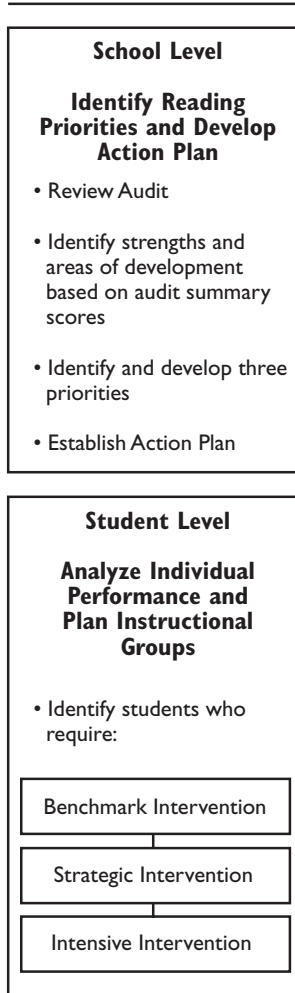 School Level
Identify Reading
Priorities and Develop
Action Plan
• Review Audit
• Identify strengths and
areas of development
based on audit summary
scores
• Identify and develop three
priorities
• Establish Action Plan
Student Level
Analyze Individual
Performance and
Plan Instructional
Groups
• Identify students who
require:
Benchmark Intervention
Strategic Intervention
Intensive Intervention